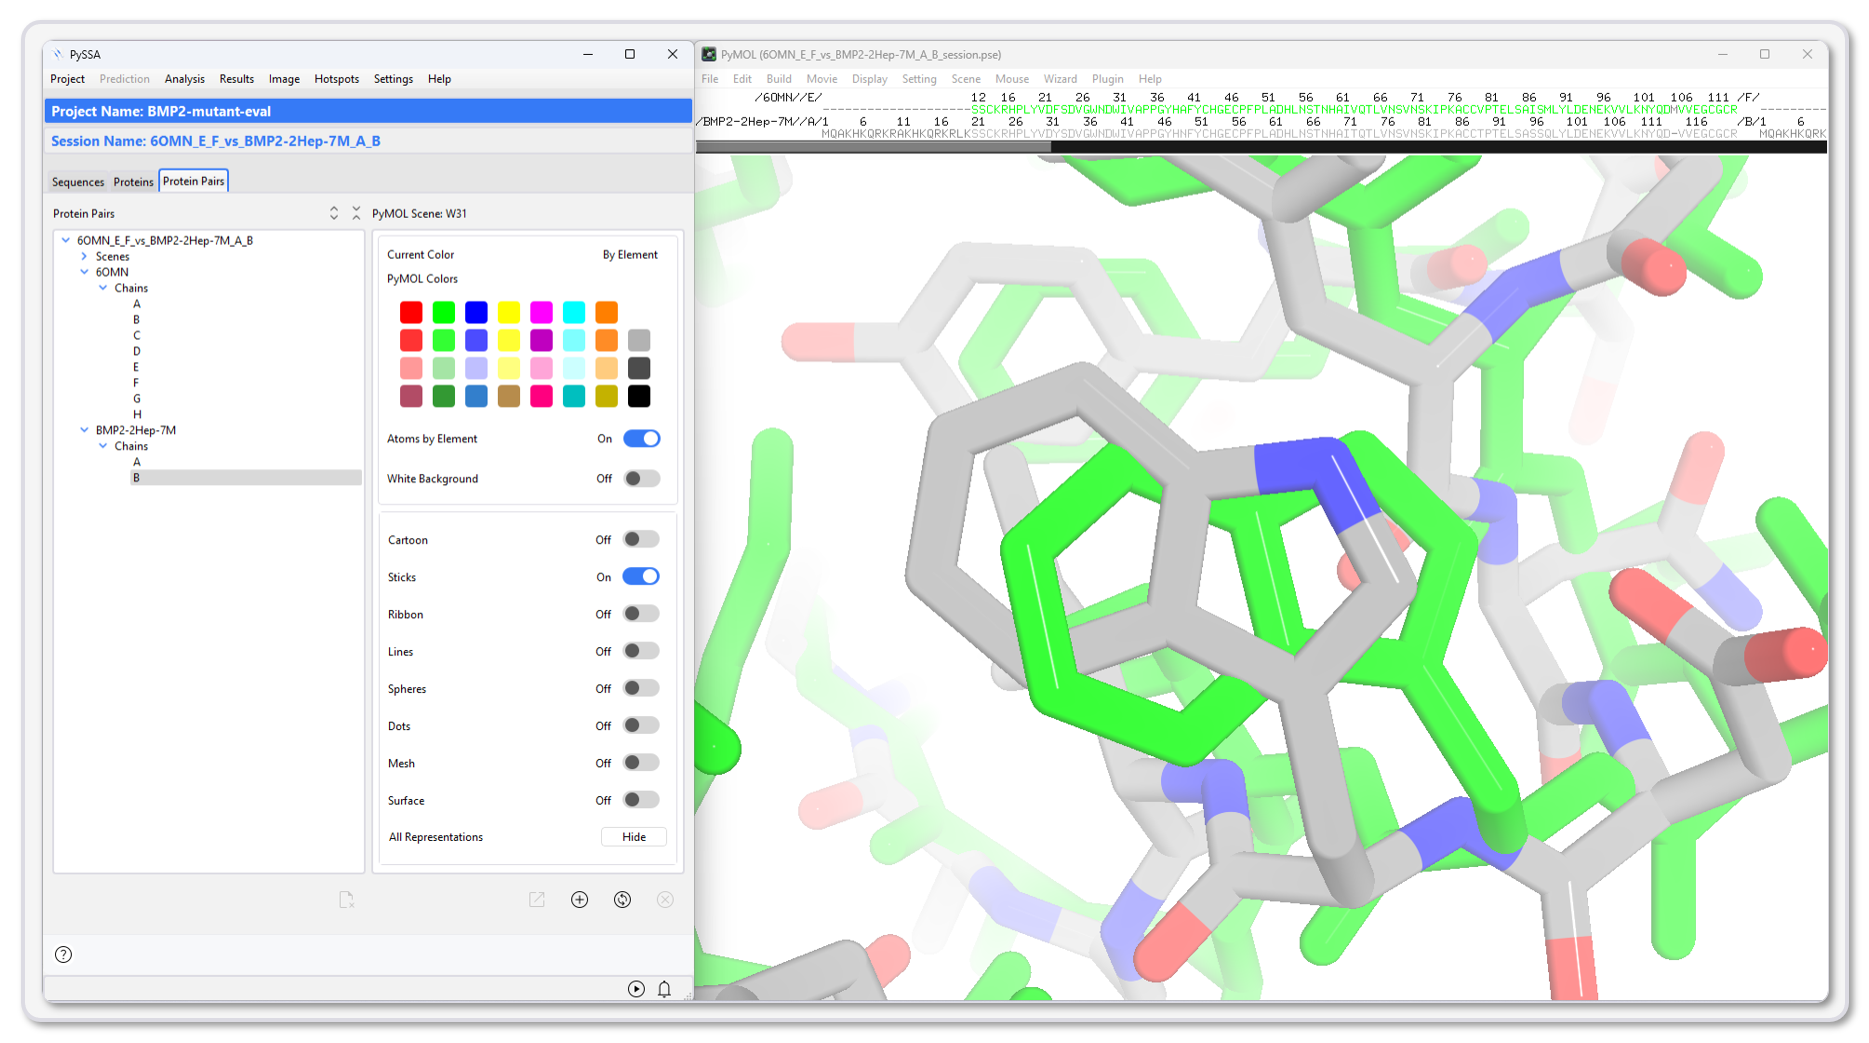 PySSA
Project Prediction Analysis Results Image Hotspots Settings Help
Project Name: BMP2-mutant-eval
Session Name: 6OMN_E_F_vs_BMP2-2Hep-7M_A_B
Sequences Proteins Protein Pairs
Protein Pairs
PyMOL Scene: W31
6OMN_E_F_vs_BMP2-2Hep-7M_A_B
Scenes
6OMN
Chains
A
B
C
D
E
F
G
H
BMP2-2Hep-7M
Chains
A
B
Current Color By Element
PyMOL Colors
Atoms by Element On
White Background Off
Cartoon Off
Sticks On
Ribbon Off
Lines Off
Spheres Off
Dots Off
Mesh Off
Surface Off
All Representations Hide
PyMOL (6OMN_E_F_vs_BMP2-2Hep-7M_A_B_session.pse)
File Edit Build Movie Display Setting Scene Mouse Wizard Plugin Help
/6OMN//E/ 12 16 21 26 31 36 41 46 51 56 61 66 71 76 81 86 91 96 101 106 111 /F/
--------------------SSCKRHPLYVDFSDVGWNDWIVAPPGYHAFYCHGECPFPLADHLNSTNHAIVQTLVNSVNSKIPKACCVPTELSAISMLYLDENEKVVLKNYQDMVVEGCGCR ---------
/BMP2-2Hep-7M//A/1 6 11 16 21 26 31 36 41 46 51 56 61 66 71 76 81 86 91 96 101 106 111 116 /B/1 6
MQAKHKQRKRAKHKQRKRLKSSCKRHPLYVDYSDVGWNDWIVAPPGYHNFYCHGECPFPLADHLNSTNHAITQTLVNSVNSKIPKACCTPTELSASSQLYLDENEKVVLKNYQD-VVEGCGCR MQAKHKQRK